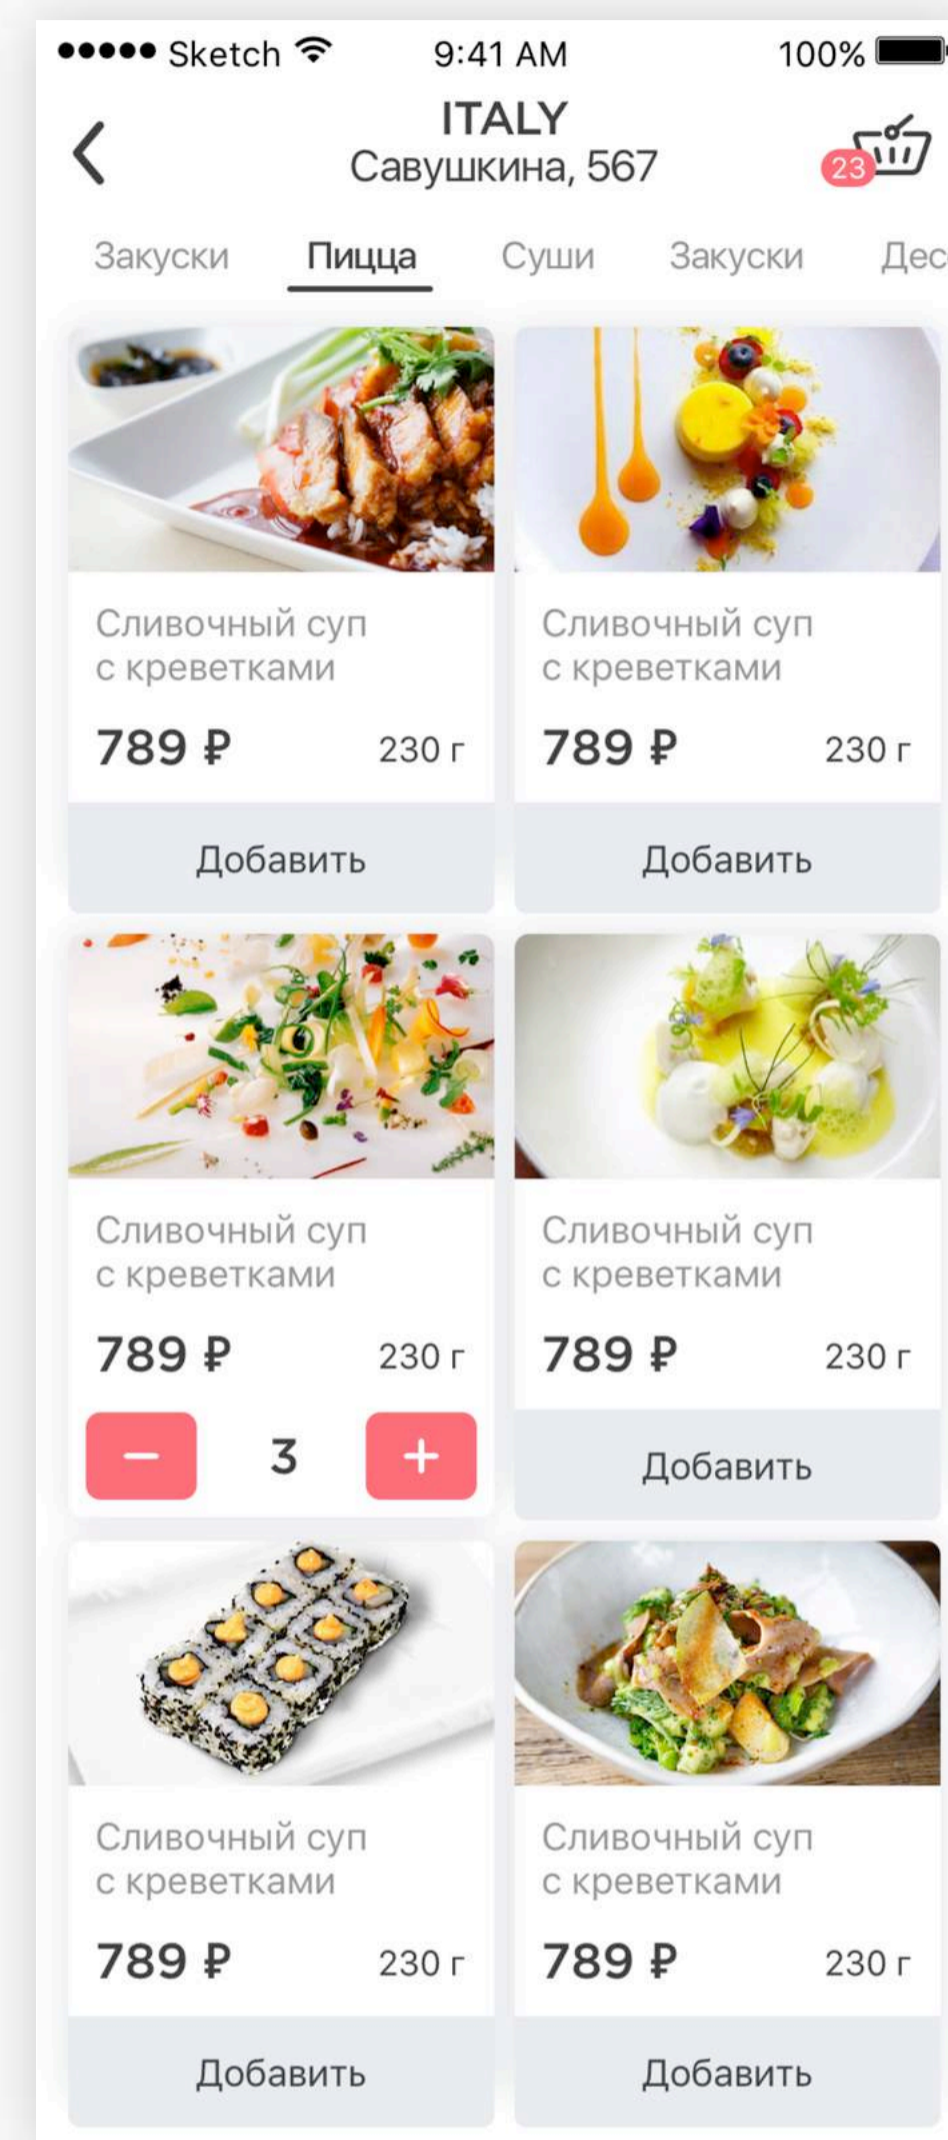 Sketch 9:41 AM 100%
ITALY
Савушкина, 567
23
Закуски Пицца Суши Закуски
Сливочный суп
с креветками
789 ₽ 230 г
Добавить
Сливочный суп
с креветками
789 ₽ 230 г
Добавить
Сливочный суп
с креветками
789 ₽ 230 г
− 3 +
Сливочный суп
с креветками
789 ₽ 230 г
Добавить
Сливочный суп
с креветками
789 ₽ 230 г
Добавить
Сливочный суп
с креветками
789 ₽ 230 г
Добавить